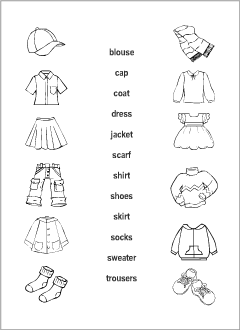 blouse
cap
coat
dress
jacket
scarf
shirt
shoes
skirt
socks
sweater
trousers